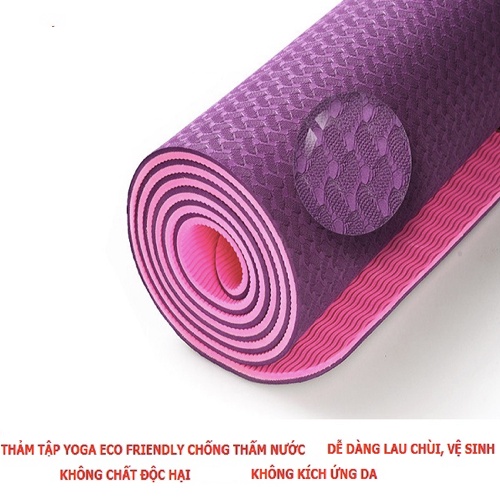 THẢM TẬP YOGA ECO FRIENDLY CHỐNG THẤM NƯỚC DỄ DÀNG LAU CHÙI, VỆ SINH
KHÔNG CHẤT ĐỘC HẠI KHÔNG KÍCH ỨNG DA